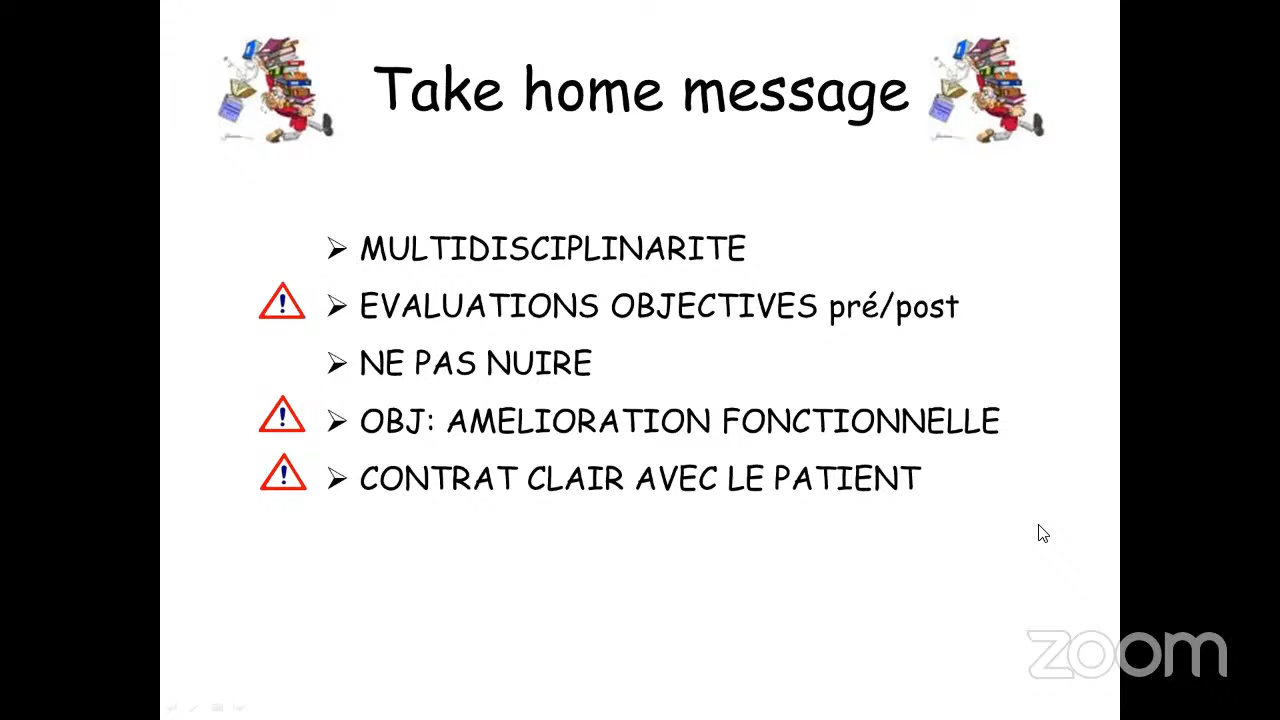 Take home message
➢ MULTIDISCIPLINARITE
➢ EVALUATIONS OBJECTIVES pré/post
➢ NE PAS NUIRE
➢ OBJ: AMELIORATION FONCTIONNELLE
➢ CONTRAT CLAIR AVEC LE PATIENT
zoom